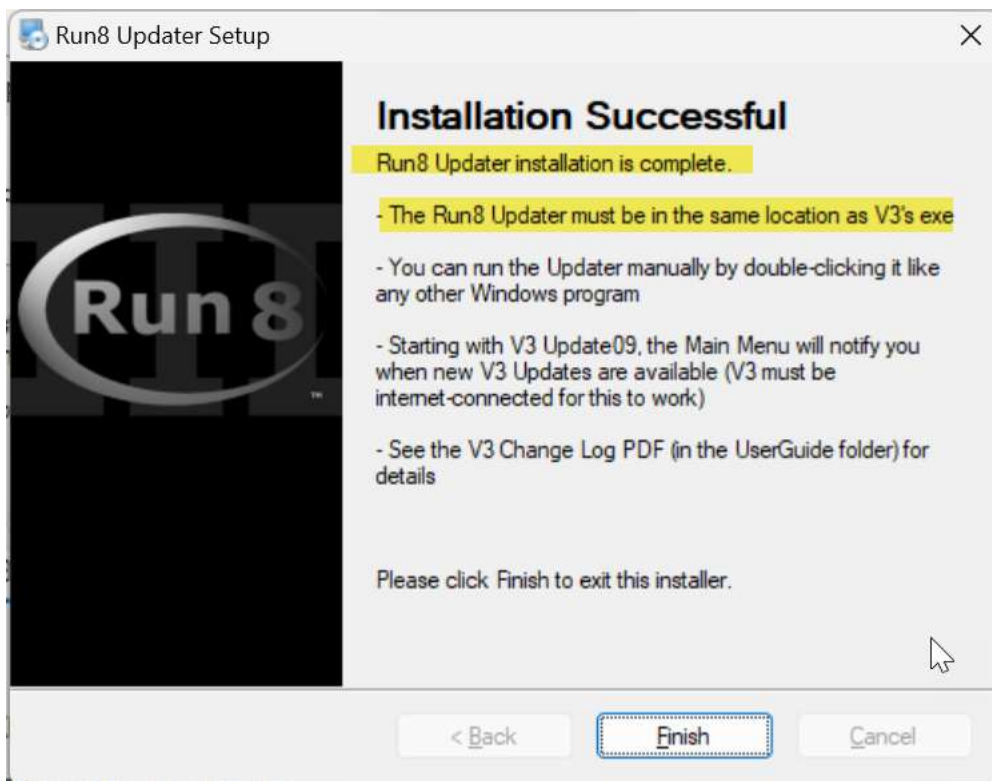 Run8 Updater Setup
Installation Successful
Run8 Updater installation is complete.
- The Run8 Updater must be in the same location as V3's exe
- You can run the Updater manually by double-clicking it like
any other Windows program
- Starting with V3 Update09, the Main Menu will notify you
when new V3 Updates are available (V3 must be
internet-connected for this to work)
- See the V3 Change Log PDF (in the UserGuide folder) for
details
Run 8
III
TM
Please click Finish to exit this installer.
< Back
Finish
Cancel